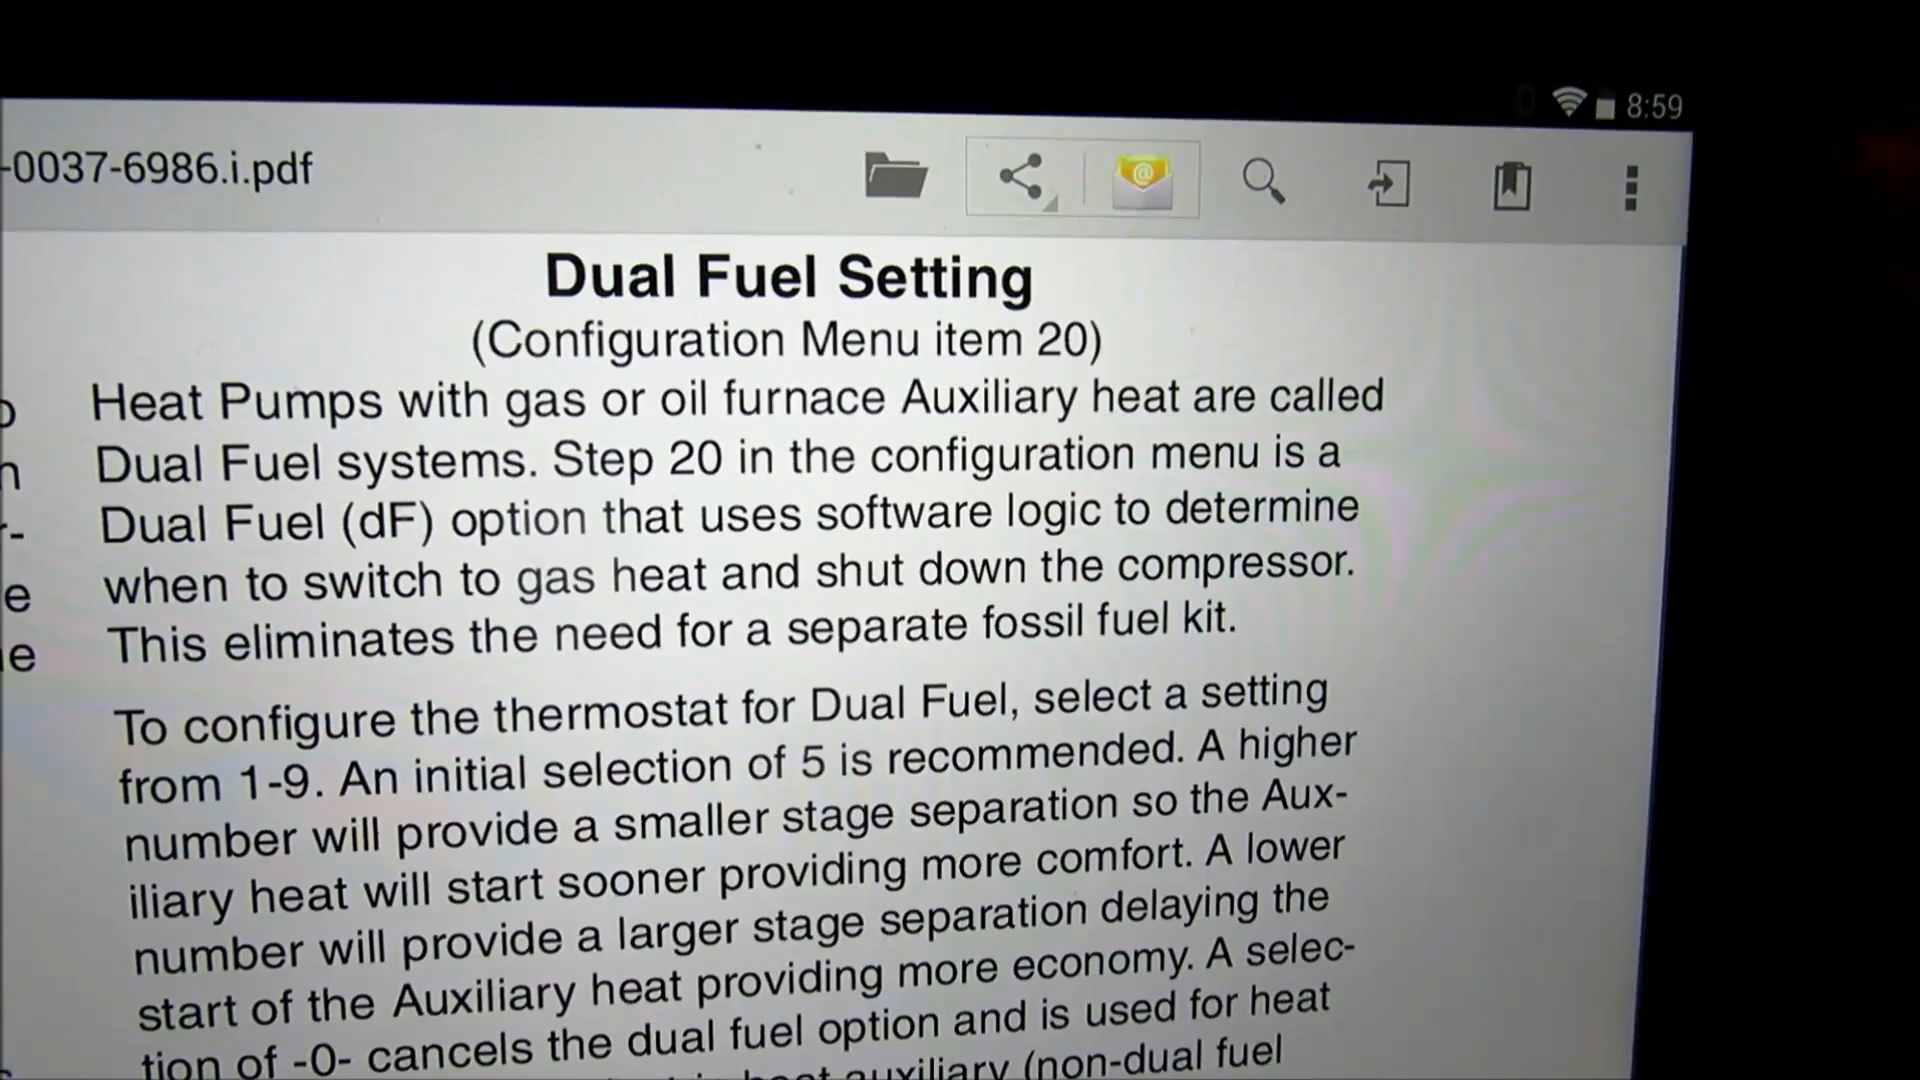 8:59
-0037-6986.i.pdf
Dual Fuel Setting
(Configuration Menu item 20)
Heat Pumps with gas or oil furnace Auxiliary heat are called
Dual Fuel systems. Step 20 in the configuration menu is a
Dual Fuel (dF) option that uses software logic to determine
when to switch to gas heat and shut down the compressor.
This eliminates the need for a separate fossil fuel kit.
To configure the thermostat for Dual Fuel, select a setting
from 1-9. An initial selection of 5 is recommended. A higher
number will provide a smaller stage separation so the Aux-
iliary heat will start sooner providing more comfort. A lower
number will provide a larger stage separation delaying the
start of the Auxiliary heat providing more economy. A selec-
tion of -0- cancels the dual fuel option and is used for heat
auxiliary (non-dual fuel